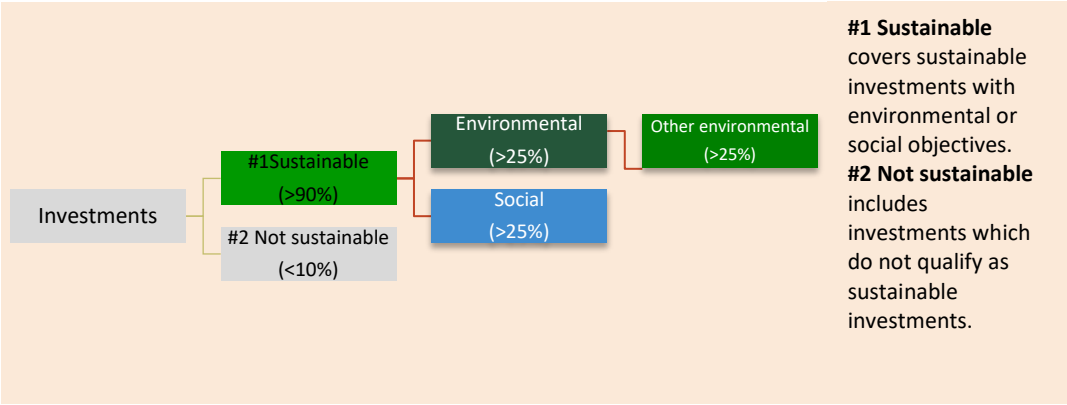 Investments
#1Sustainable
(>90%)
#2 Not sustainable
(<10%)
Environmental
(>25%)
Social
(>25%)
Other environmental
(>25%)
#1 Sustainable
covers sustainable
investments with
environmental or
social objectives.
#2 Not sustainable
includes
investments which
do not qualify as
sustainable
investments.